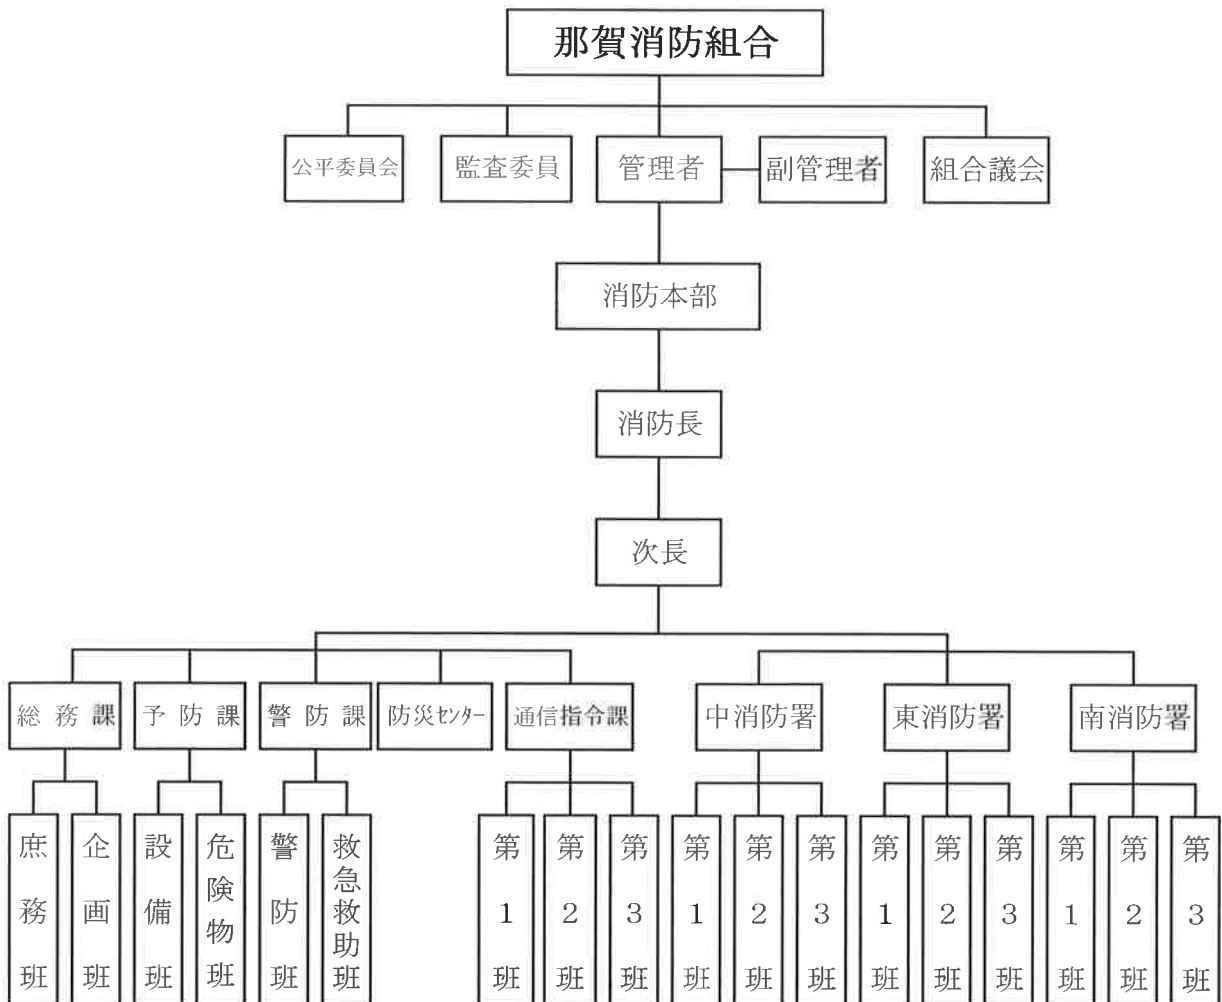 那賀消防組合
公平委員会
監査委員
管理者
副管理者
組合議会
消防本部
消防長
次長
総務課
予防課
警防課
防災ｾﾝﾀｰ
通信指令課
中消防署
東消防署
南消防署
庶務班
企画班
設備班
危険物班
警防班
救急救助班
第1班
第2班
第3班
第1班
第2班
第3班
第1班
第2班
第3班
第1班
第2班
第3班